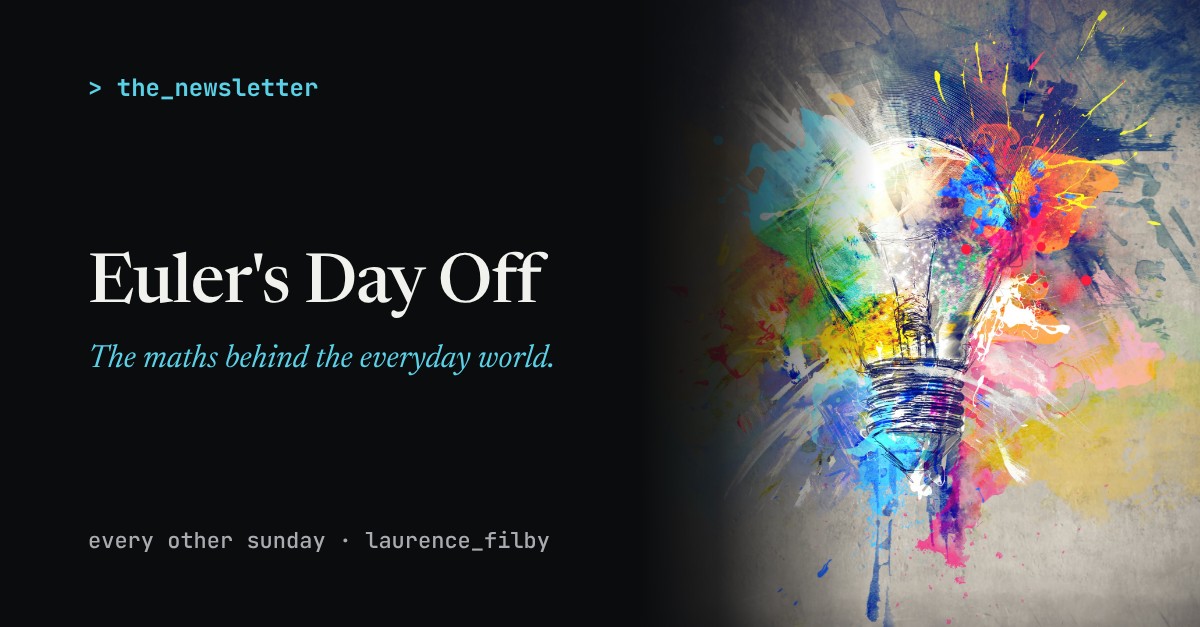 > the_newsletter
Euler's Day Off
The maths behind the everyday world.
every other sunday · laurence_filby